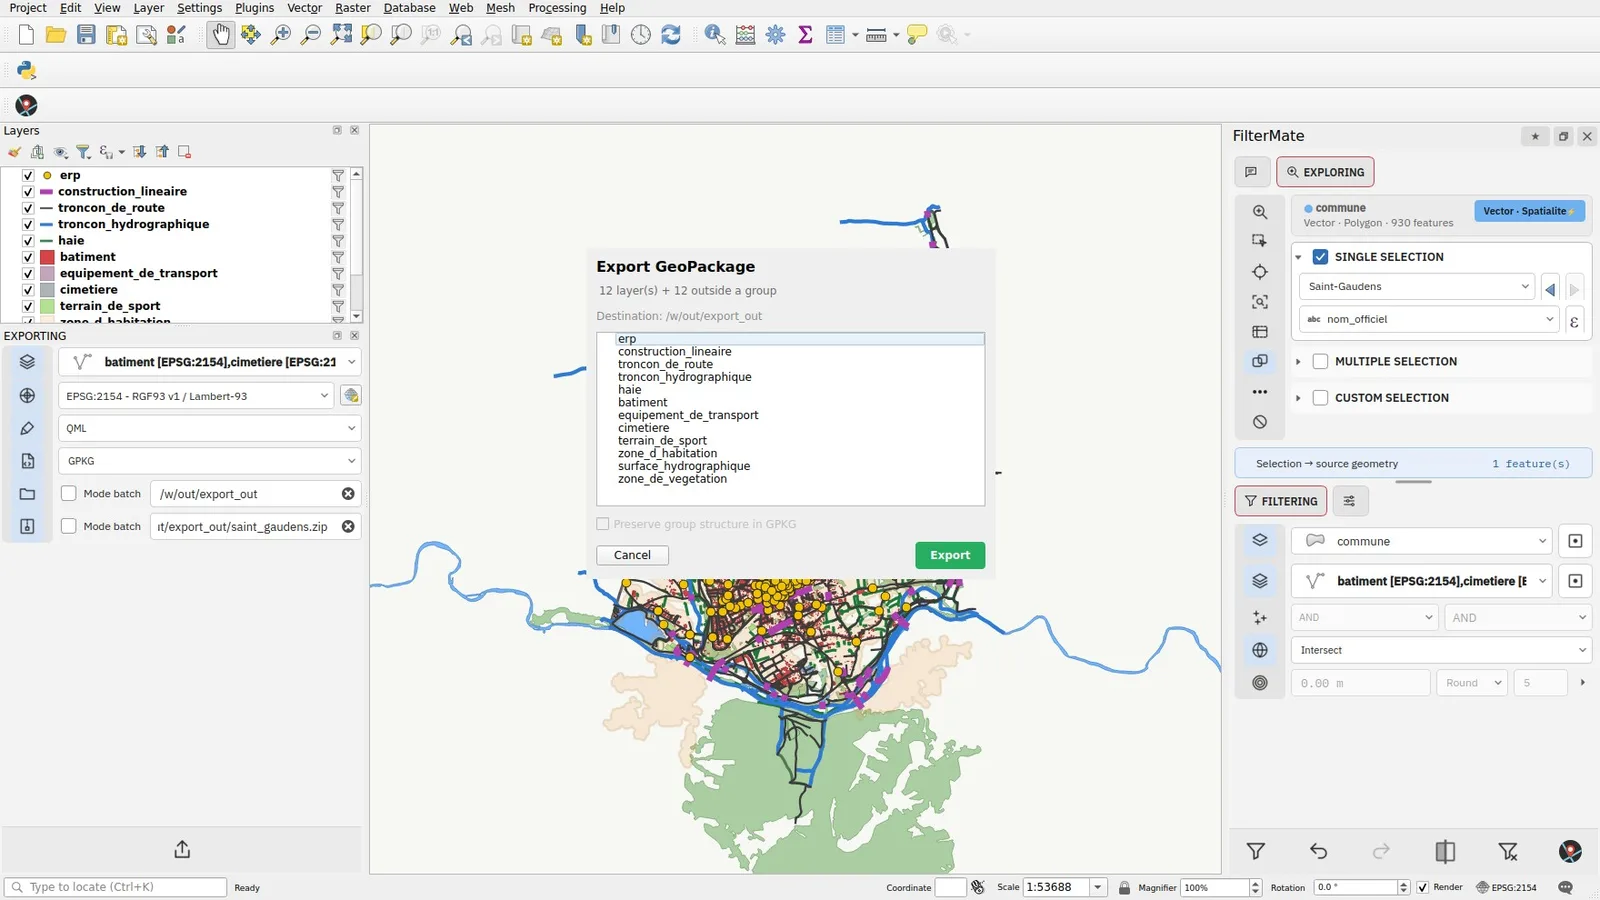 Project Edit View Layer Settings Plugins Vector Raster Database Web Mesh Processing Help
Layers
erp
construction_lineaire
troncon_de_route
troncon_hydrographique
haie
batiment
equipement_de_transport
cimetiere
terrain_de_sport
zone_d_habitation
EXPORTING
batiment [EPSG:2154],cimetiere [EPSG:21
EPSG:2154 - RGF93 v1 / Lambert-93
QML
GPKG
Mode batch /w/out/export_out
Mode batch ıt/export_out/saint_gaudens.zip
Export GeoPackage
12 layer(s) + 12 outside a group
Destination: /w/out/export_out
erp
construction_lineaire
troncon_de_route
troncon_hydrographique
haie
batiment
equipement_de_transport
cimetiere
terrain_de_sport
zone_d_habitation
surface_hydrographique
zone_de_vegetation
Preserve group structure in GPKG
Cancel Export
FilterMate
EXPLORING
commune
Vector · Polygon · 930 features
Vector · Spatialite⚡
SINGLE SELECTION
Saint-Gaudens
abc nom_officiel
ε
MULTIPLE SELECTION
CUSTOM SELECTION
Selection → source geometry 1 feature(s)
FILTERING
commune
batiment [EPSG:2154],cimetiere [E
AND AND
Intersect
0.00 m Round 5
Type to locate (Ctrl+K) Ready Coordinate Scale 1:53688 Magnifier 100% Rotation 0.0 ° Render EPSG:2154